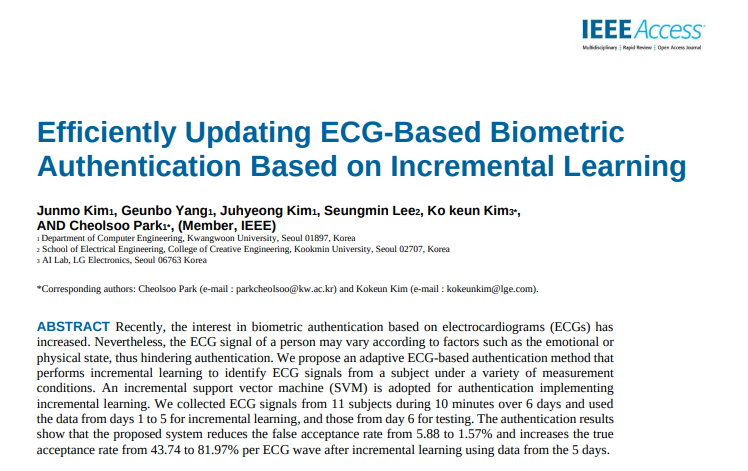 IEEE Access
Multidisciplinary | Rapid Review | Open Access Journal
Efficiently Updating ECG-Based Biometric
Authentication Based on Incremental Learning
Junmo Kim1, Geunbo Yang1, Juhyeong Kim1, Seungmin Lee2, Ko keun Kim3*,
AND Cheolsoo Park1*, (Member, IEEE)
1 Department of Computer Engineering, Kwangwoon University, Seoul 01897, Korea
2 School of Electrical Engineering, College of Creative Engineering, Kookmin University, Seoul 02707, Korea
3 AI Lab, LG Electronics, Seoul 06763 Korea
*Corresponding authors: Cheolsoo Park (e-mail : parkcheolsoo@kw.ac.kr) and Kokeun Kim (e-mail : kokeunkim@lge.com).
ABSTRACT Recently, the interest in biometric authentication based on electrocardiograms (ECGs) has
increased. Nevertheless, the ECG signal of a person may vary according to factors such as the emotional or
physical state, thus hindering authentication. We propose an adaptive ECG-based authentication method that
performs incremental learning to identify ECG signals from a subject under a variety of measurement
conditions. An incremental support vector machine (SVM) is adopted for authentication implementing
incremental learning. We collected ECG signals from 11 subjects during 10 minutes over 6 days and used
the data from days 1 to 5 for incremental learning, and those from day 6 for testing. The authentication results
show that the proposed system reduces the false acceptance rate from 5.88 to 1.57% and increases the true
acceptance rate from 43.74 to 81.97% per ECG wave after incremental learning using data from the 5 days.